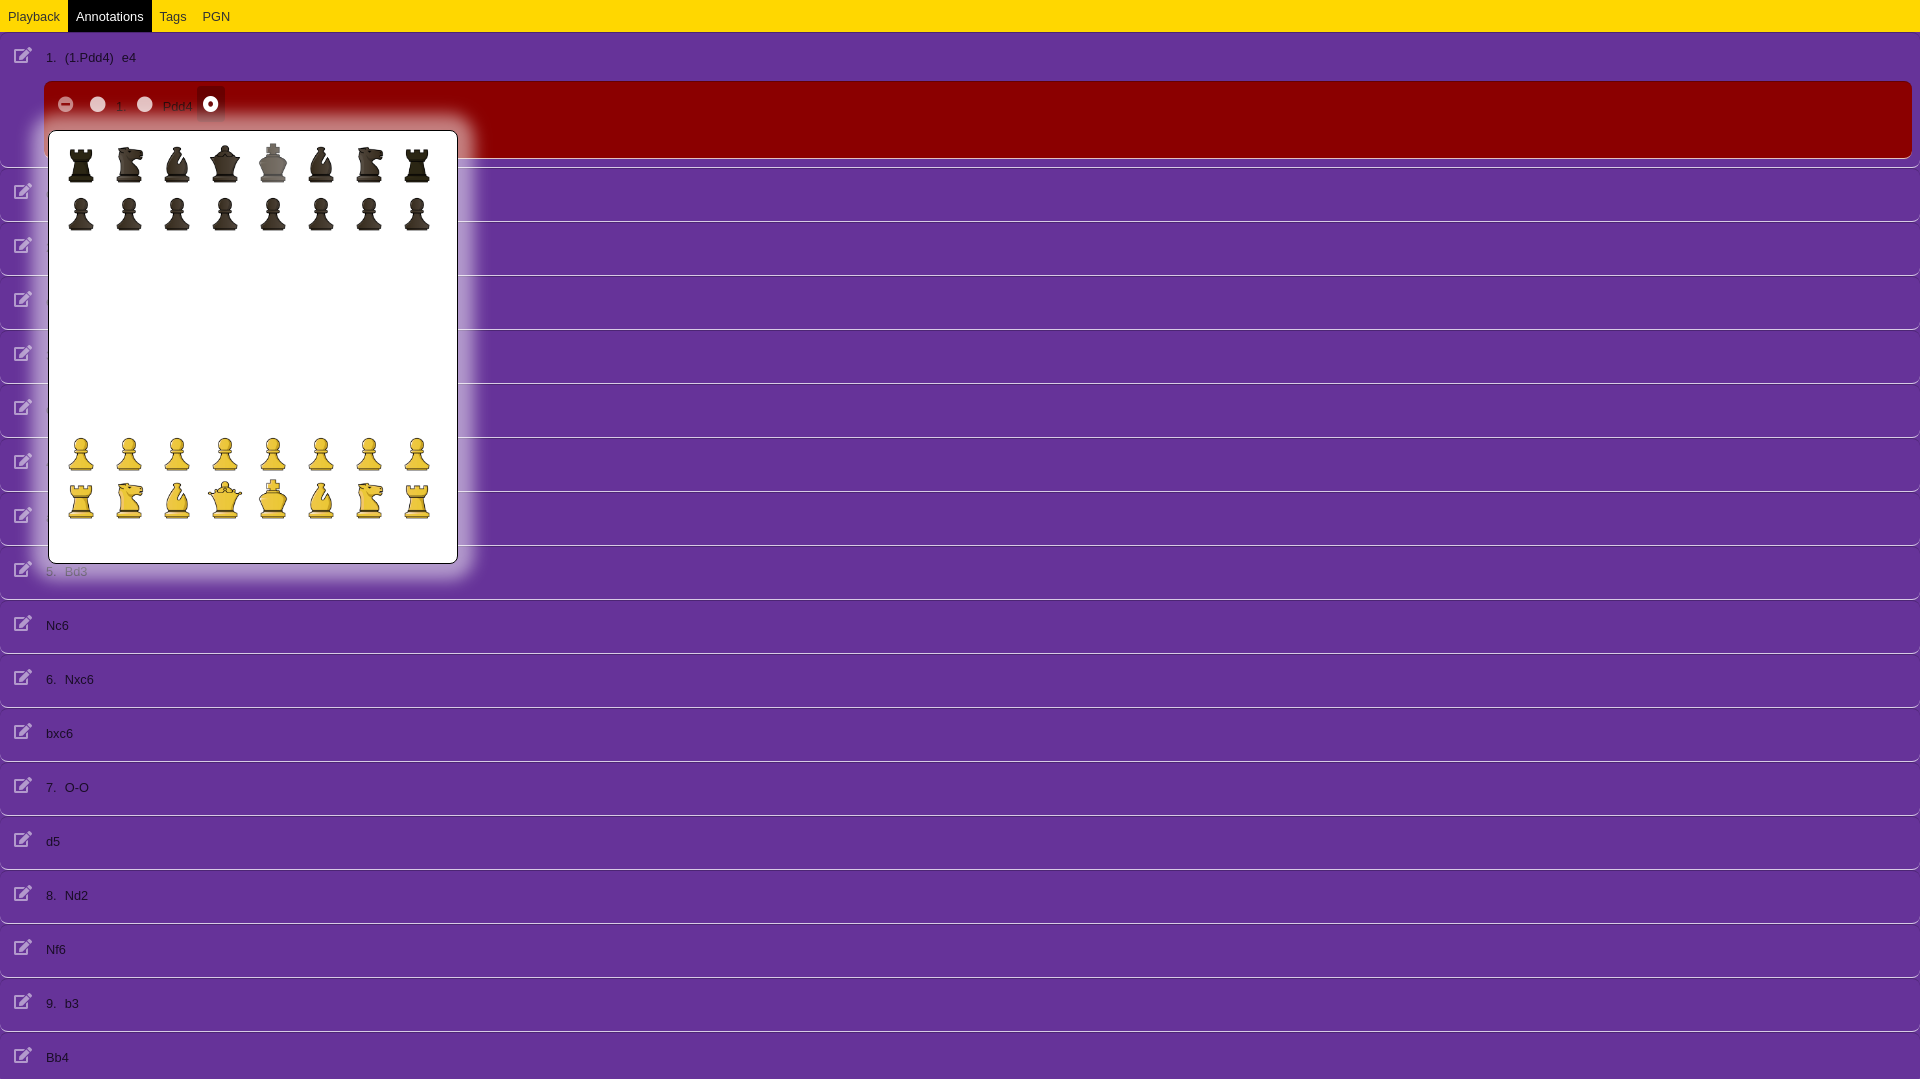 Playback Annotations Tags PGN
1. (1.Pdd4) e4
1. Pdd4
5. Bd3
Nc6
6. Nxc6
bxc6
7. O-O
d5
8. Nd2
Nf6
9. b3
Bb4